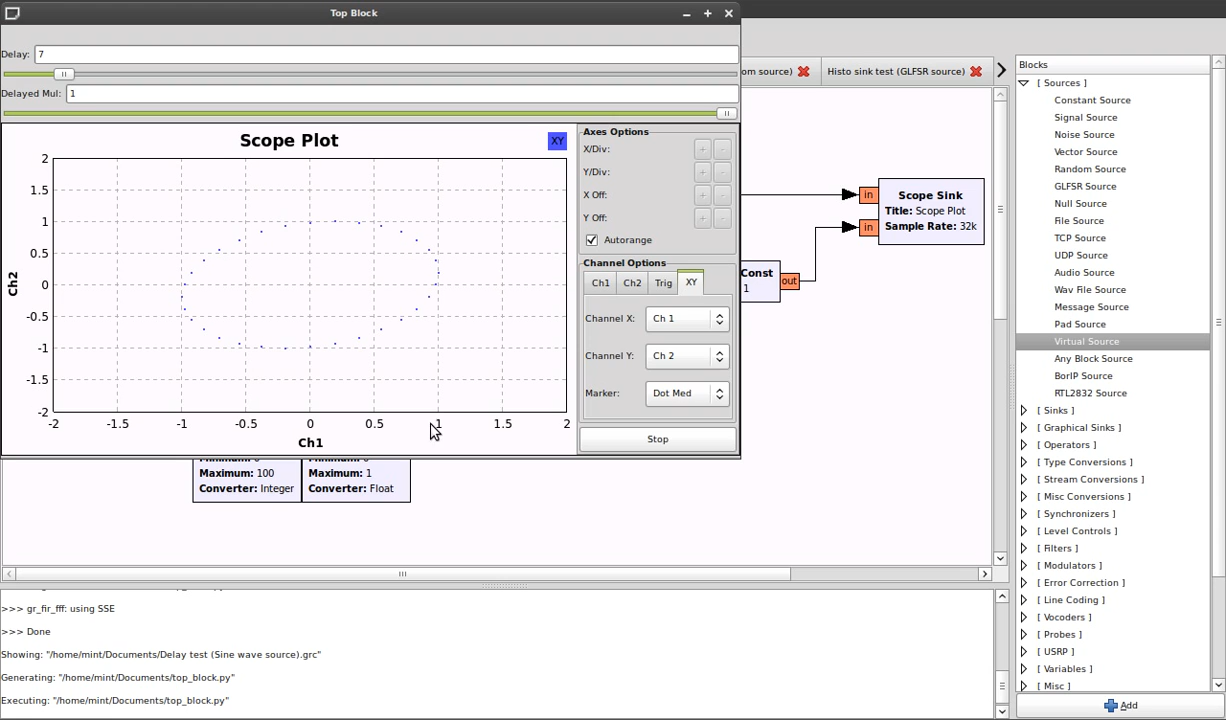 Top Block
Delay: 7
Delayed Mul: 1
Scope Plot
XY
2
1.5
1
0.5
0
-0.5
-1
-1.5
-2
-2 -1.5 -1 -0.5 0 0.5 1 1.5 2
Ch1
Ch2
Axes Options
X/Div: + -
Y/Div: + -
X Off: + -
Y Off: + -
Autorange
Channel Options
Ch1 Ch2 Trig XY
Channel X: Ch 1
Channel Y: Ch 2
Marker: Dot Med
Stop
om source)
Histo sink test (GLFSR source)
in
in
Scope Sink
Title: Scope Plot
Sample Rate: 32k
Const
1
out
Maximum: 100
Converter: Integer
Maximum: 1
Converter: Float
>>> gr_fir_fff: using SSE
>>> Done
Showing: "/home/mint/Documents/Delay test (Sine wave source).grc"
Generating: "/home/mint/Documents/top_block.py"
Executing: "/home/mint/Documents/top_block.py"
Blocks
[ Sources ]
Constant Source
Signal Source
Noise Source
Vector Source
Random Source
GLFSR Source
Null Source
File Source
TCP Source
UDP Source
Audio Source
Wav File Source
Message Source
Pad Source
Virtual Source
Any Block Source
BorIP Source
RTL2832 Source
[ Sinks ]
[ Graphical Sinks ]
[ Operators ]
[ Type Conversions ]
[ Stream Conversions ]
[ Misc Conversions ]
[ Synchronizers ]
[ Level Controls ]
[ Filters ]
[ Modulators ]
[ Error Correction ]
[ Line Coding ]
[ Vocoders ]
[ Probes ]
[ USRP ]
[ Variables ]
[ Misc ]
Add